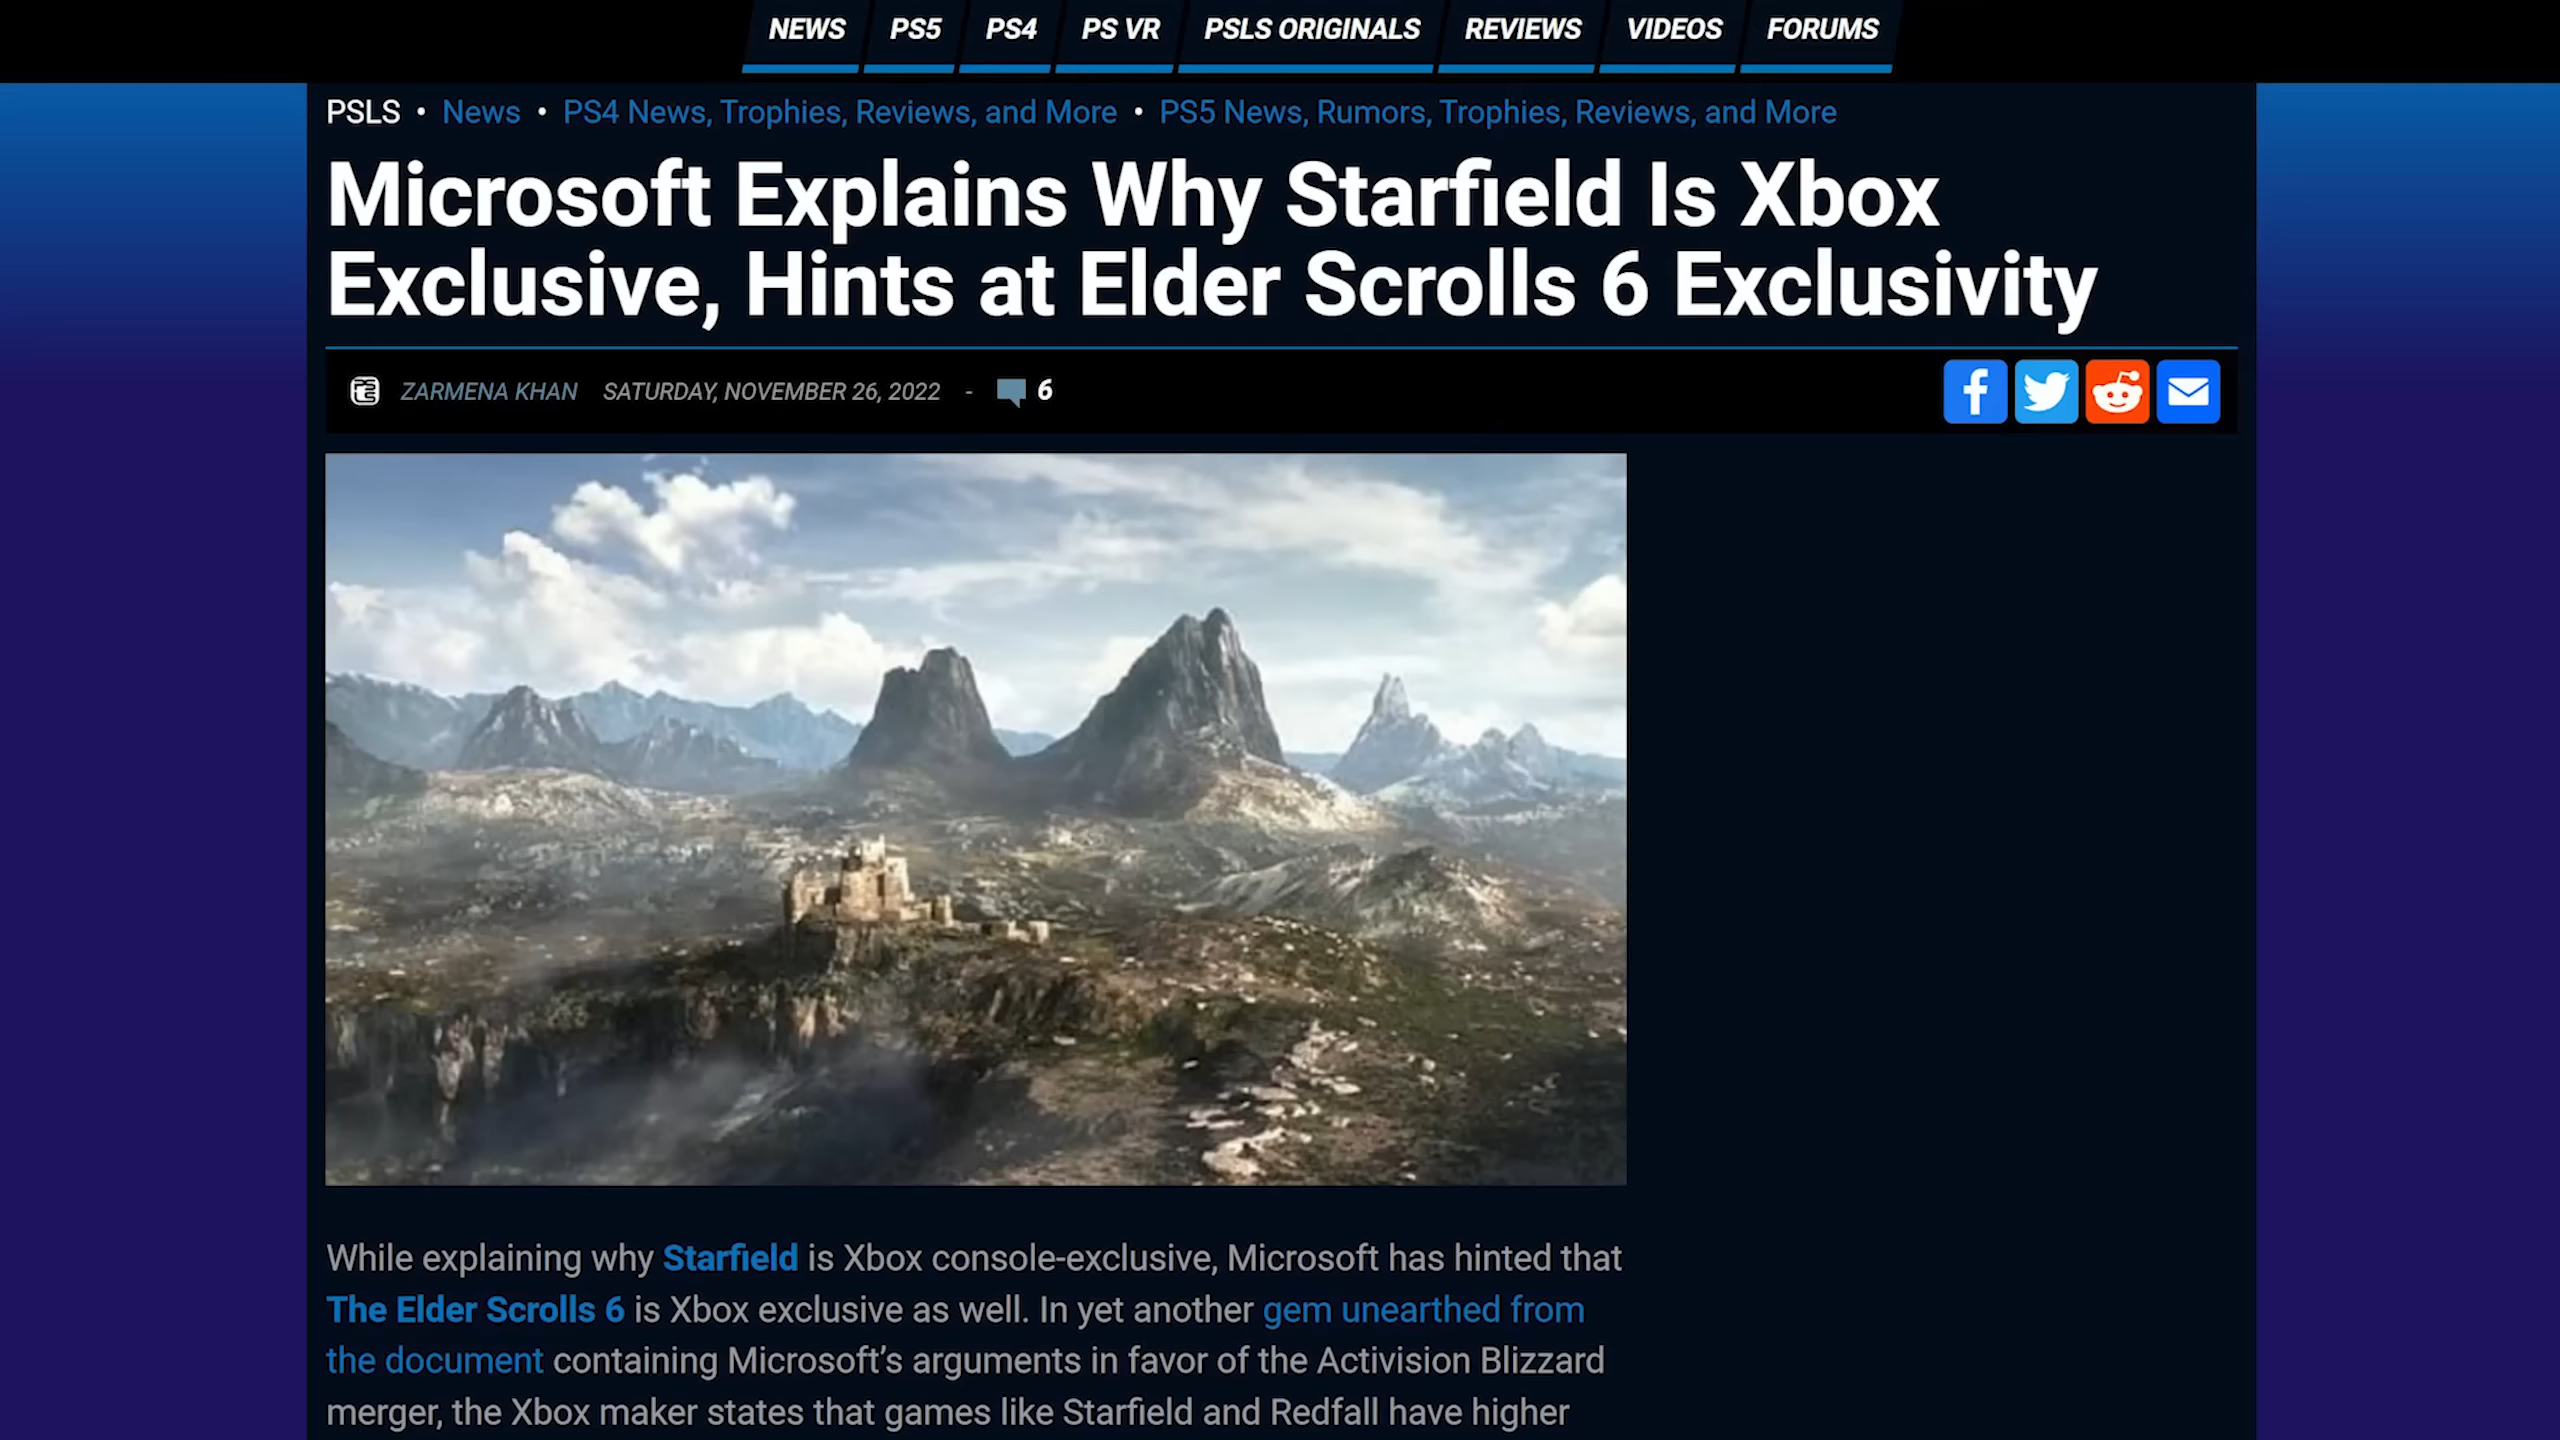 NEWS PS5 PS4 PS VR PSLS ORIGINALS REVIEWS VIDEOS FORUMS
PSLS • News • PS4 News, Trophies, Reviews, and More • PS5 News, Rumors, Trophies, Reviews, and More
Microsoft Explains Why Starfield Is Xbox
Exclusive, Hints at Elder Scrolls 6 Exclusivity
ZARMENA KHAN SATURDAY, NOVEMBER 26, 2022 - 6
While explaining why Starfield is Xbox console-exclusive, Microsoft has hinted that
The Elder Scrolls 6 is Xbox exclusive as well. In yet another gem unearthed from
the document containing Microsoft’s arguments in favor of the Activision Blizzard
merger, the Xbox maker states that games like Starfield and Redfall have higher